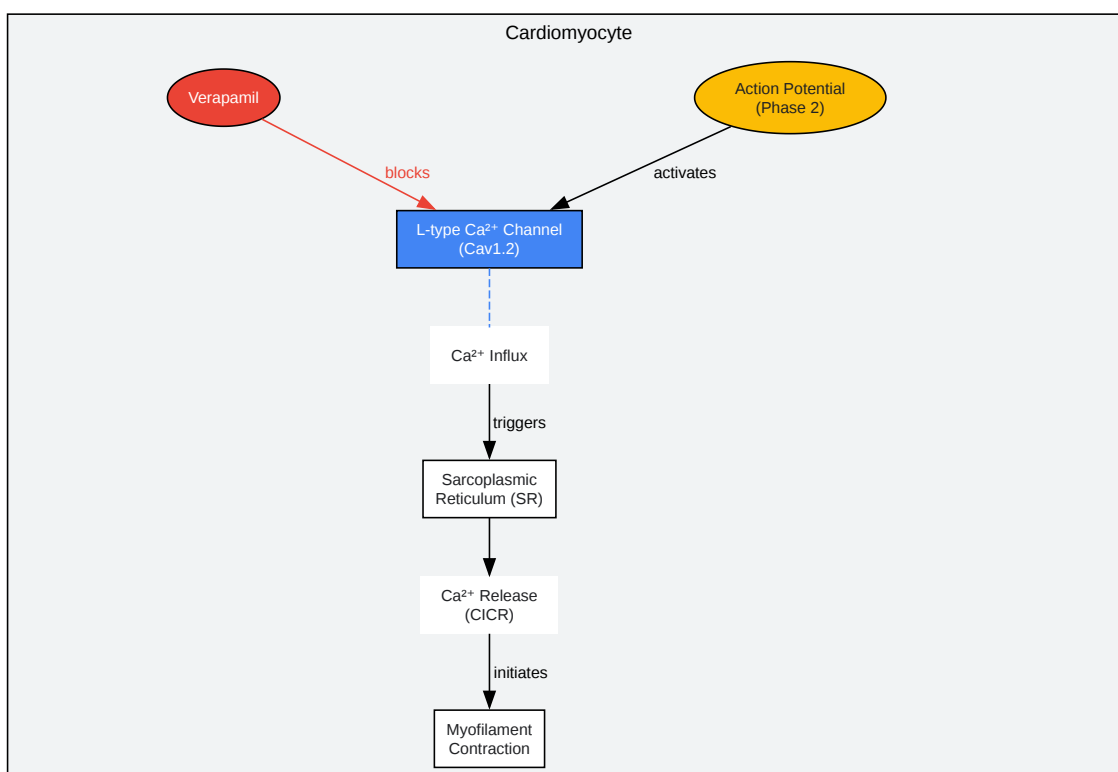 Cardiomyocyte
Verapamil
Action Potential
(Phase 2)
blocks
activates
L-type Ca²⁺ Channel
(Cav1.2)
Ca²⁺ Influx
triggers
Sarcoplasmic
Reticulum (SR)
Ca²⁺ Release
(CICR)
initiates
Myofilament
Contraction